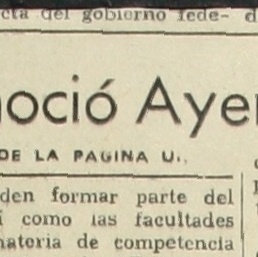 cta del gobierno fede-
noció Ayer
DE LA PAGINA U
den formar parte del
í como las facultades
materia de competencia